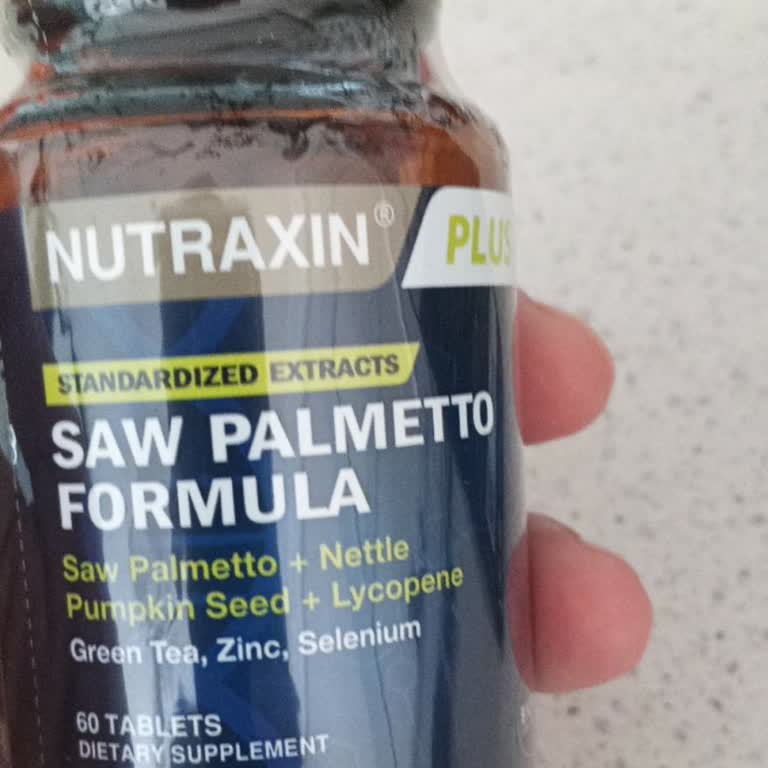 NUTRAXIN® PLUS
STANDARDIZED EXTRACTS
SAW PALMETTO
FORMULA
Saw Palmetto + Nettle
Pumpkin Seed + Lycopene
Green Tea, Zinc, Selenium
60 TABLETS
DIETARY SUPPLEMENT